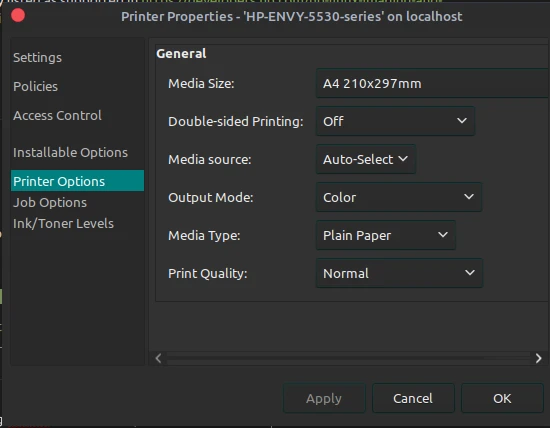 Printer Properties - 'HP-ENVY-5530-series' on localhost
Settings
Policies
Access Control
Installable Options
Printer Options
Job Options
Ink/Toner Levels
General
Media Size: A4 210x297mm
Double-sided Printing: Off
Media source: Auto-Select
Output Mode: Color
Media Type: Plain Paper
Print Quality: Normal
Apply Cancel OK